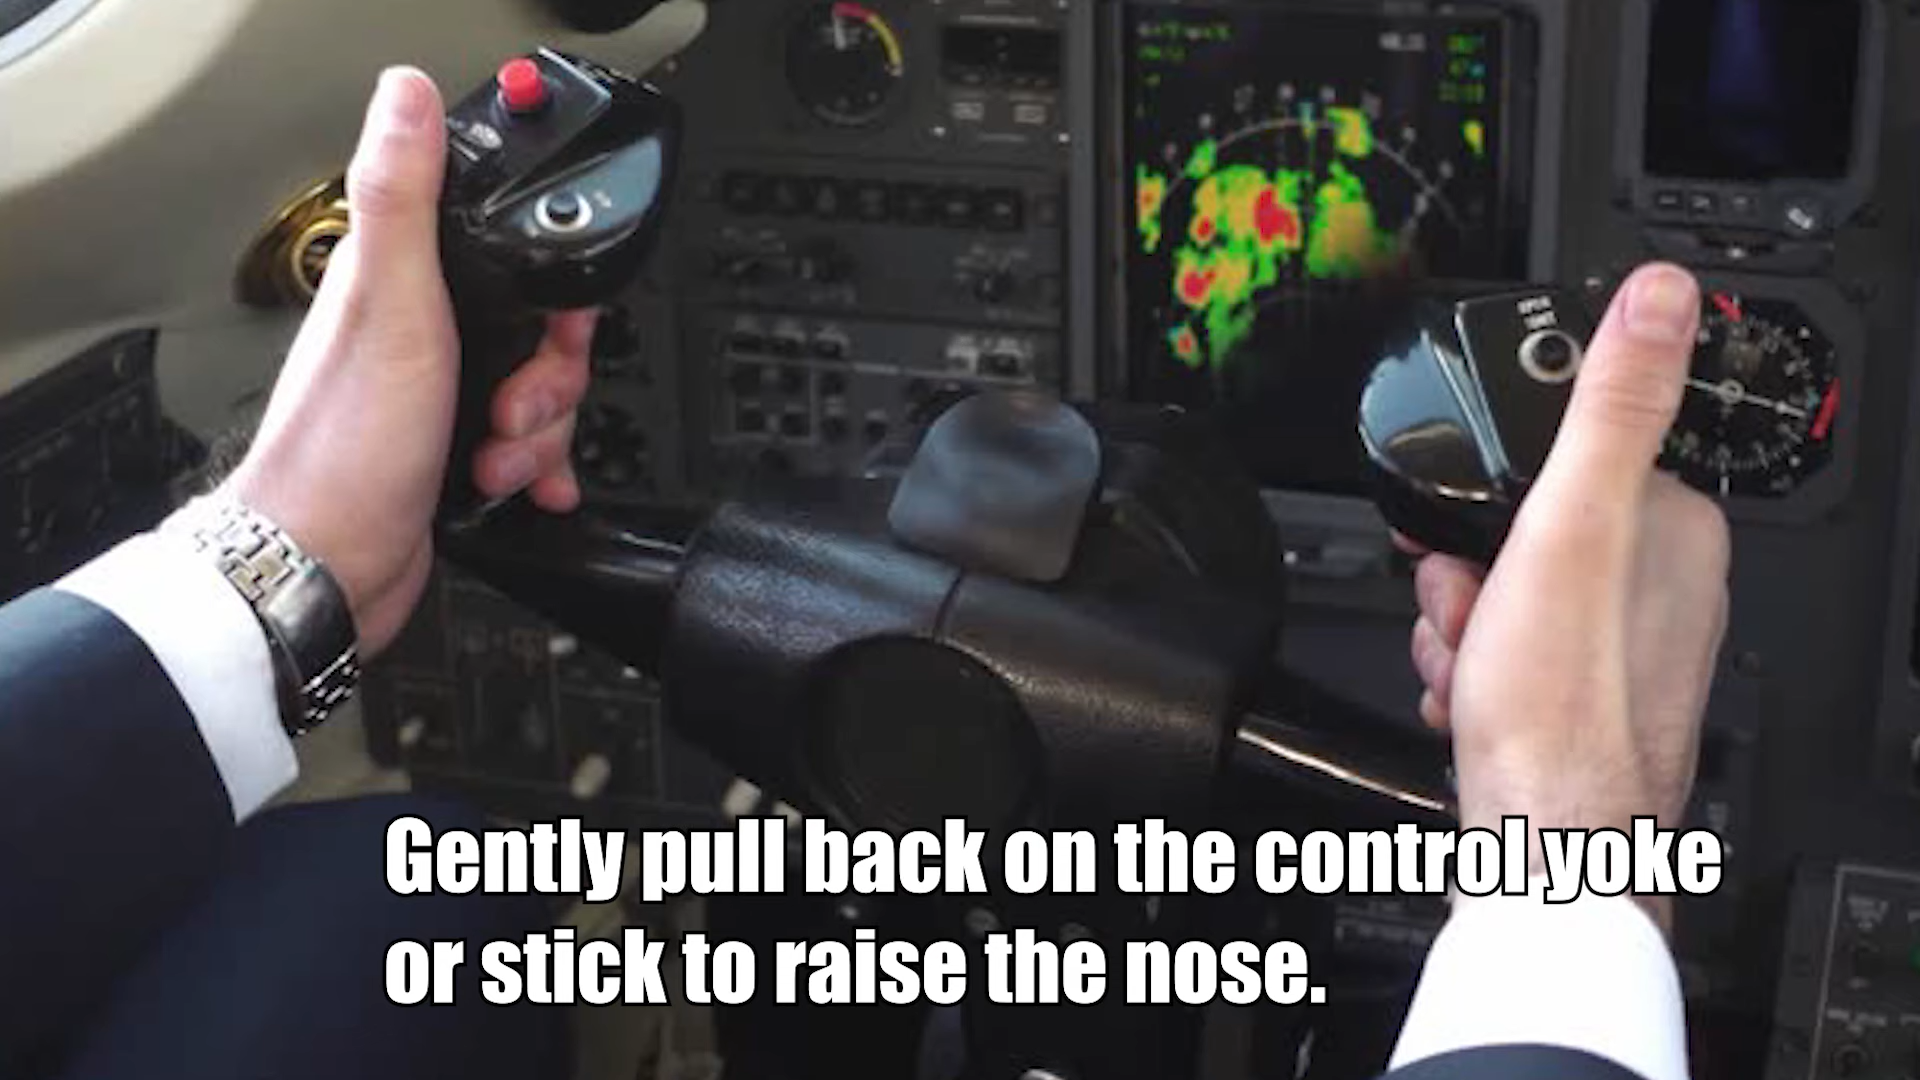 Gently pull back on the control yoke
or stick to raise the nose.